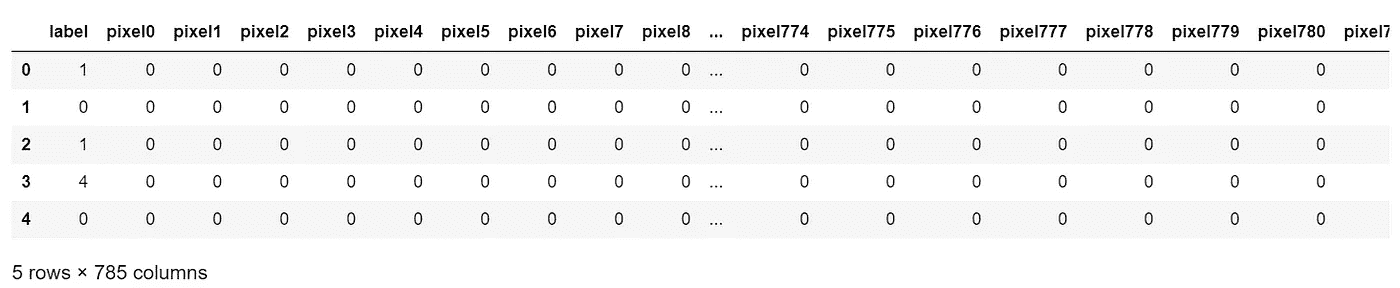 label pixel0 pixel1 pixel2 pixel3 pixel4 pixel5 pixel6 pixel7 pixel8 ... pixel774 pixel775 pixel776 pixel777 pixel778 pixel779 pixel780 pixel7
0 1 0 0 0 0 0 0 0 0 0 ... 0 0 0 0 0 0 0
1 0 0 0 0 0 0 0 0 0 0 ... 0 0 0 0 0 0 0
2 1 0 0 0 0 0 0 0 0 0 ... 0 0 0 0 0 0 0
3 4 0 0 0 0 0 0 0 0 0 ... 0 0 0 0 0 0 0
4 0 0 0 0 0 0 0 0 0 0 ... 0 0 0 0 0 0 0
5 rows × 785 columns